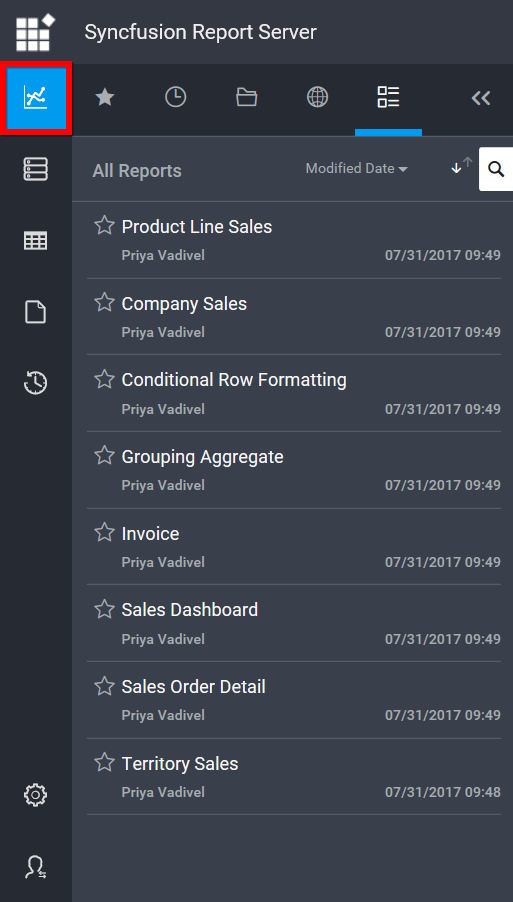 Syncfusion Report Server
All Reports Modified Date
Product Line Sales
Priya Vadivel 07/31/2017 09:49
Company Sales
Priya Vadivel 07/31/2017 09:49
Conditional Row Formatting
Priya Vadivel 07/31/2017 09:49
Grouping Aggregate
Priya Vadivel 07/31/2017 09:49
Invoice
Priya Vadivel 07/31/2017 09:49
Sales Dashboard
Priya Vadivel 07/31/2017 09:49
Sales Order Detail
Priya Vadivel 07/31/2017 09:49
Territory Sales
Priya Vadivel 07/31/2017 09:48